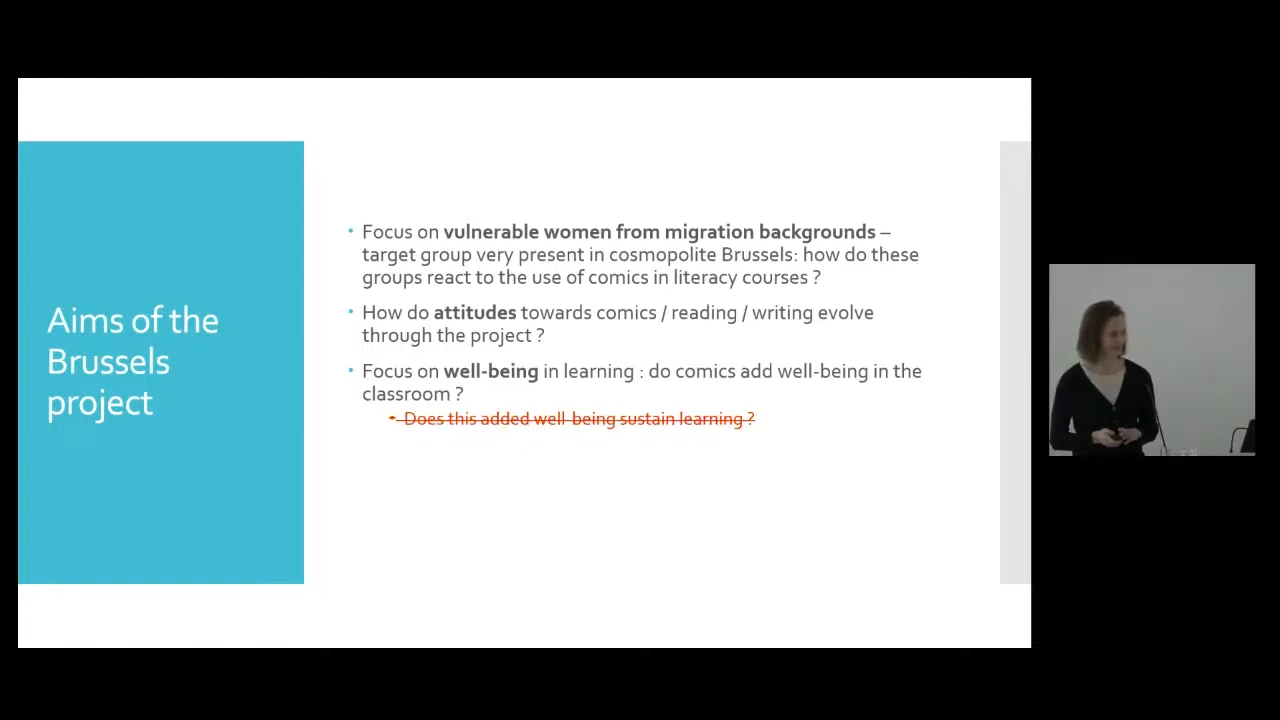 Aims of the
Brussels
project
• Focus on vulnerable women from migration backgrounds –
target group very present in cosmopolite Brussels: how do these
groups react to the use of comics in literacy courses ?
• How do attitudes towards comics / reading / writing evolve
through the project ?
• Focus on well-being in learning : do comics add well-being in the
classroom ?
• Does this added well-being sustain learning ?